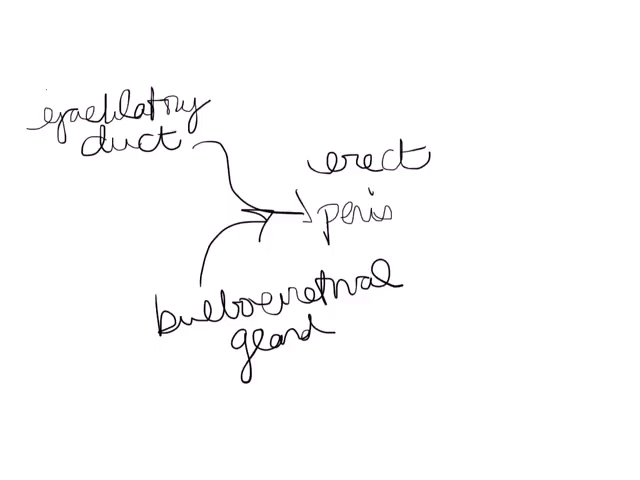 ejaculatory
duct
erect
penis
bulbourethral
gland